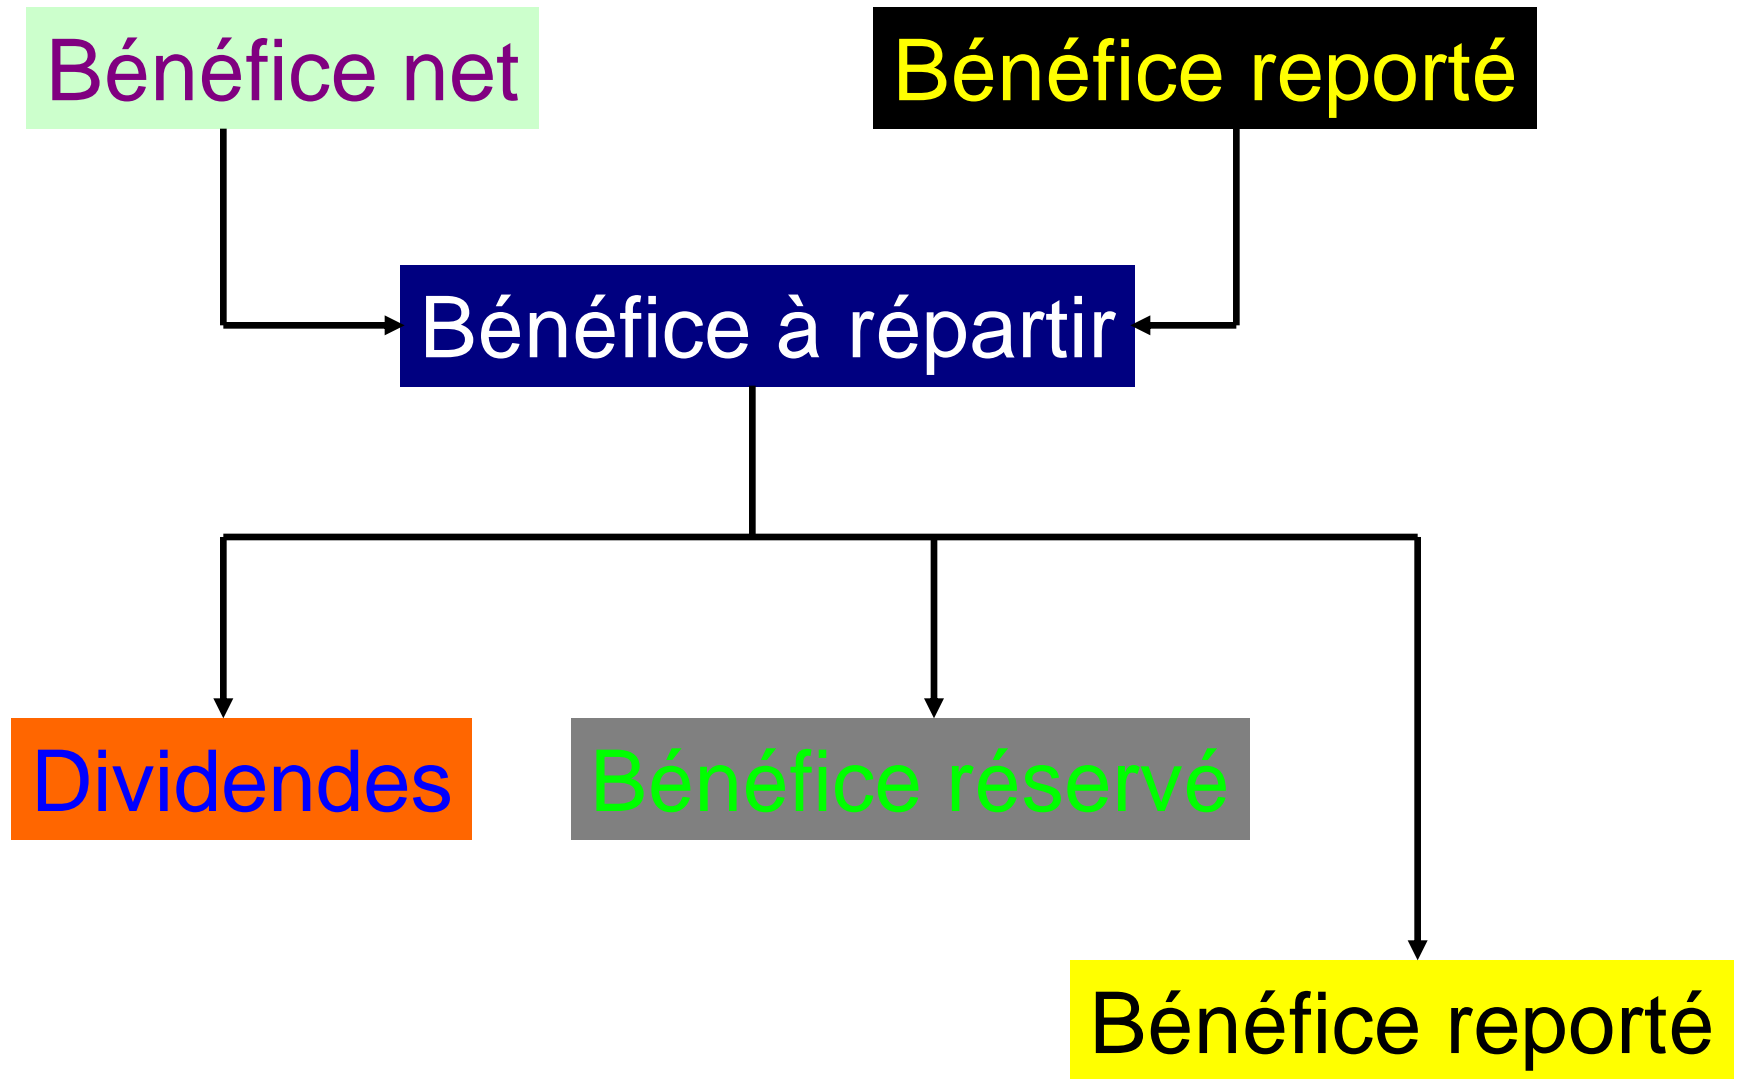 Bénéfice net
Bénéfice reporté
Bénéfice à répartir
Dividendes
Bénéfice réservé
Bénéfice reporté